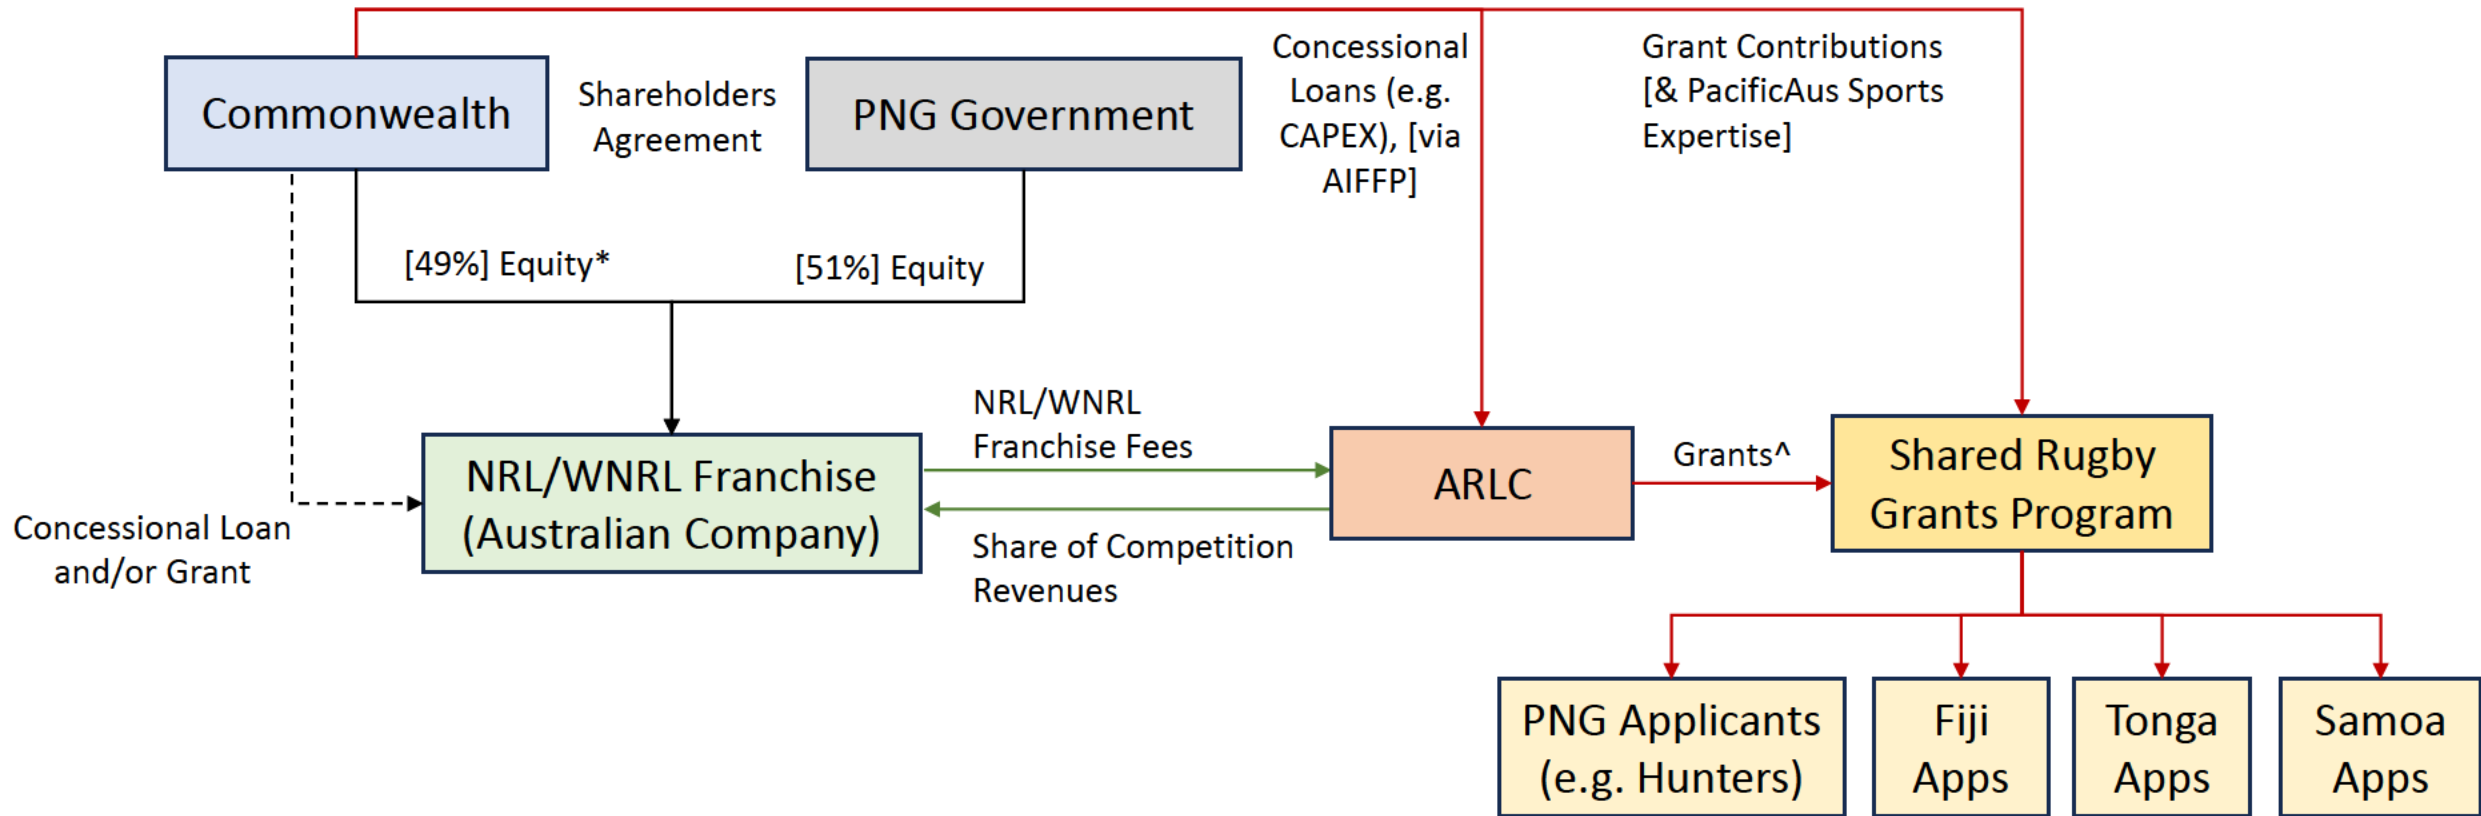 Commonwealth
Shareholders
Agreement
PNG Government
Concessional
Loans (e.g.
CAPEX), [via
AIFFP]
Grant Contributions
[& PacificAus Sports
Expertise]
[49%] Equity*
[51%] Equity
Concessional Loan
and/or Grant
NRL/WNRL Franchise
(Australian Company)
NRL/WNRL
Franchise Fees
Share of Competition
Revenues
ARLC
Grants^
Shared Rugby
Grants Program
PNG Applicants
(e.g. Hunters)
Fiji
Apps
Tonga
Apps
Samoa
Apps